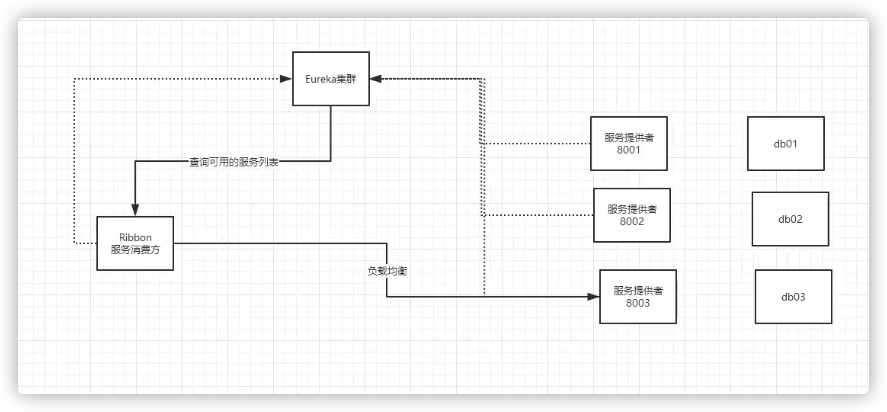 Eureka集群
查询可用的服务列表
Ribbon
服务消费方
负载均衡
服务提供者
8001
db01
服务提供者
8002
db02
服务提供者
8003
db03